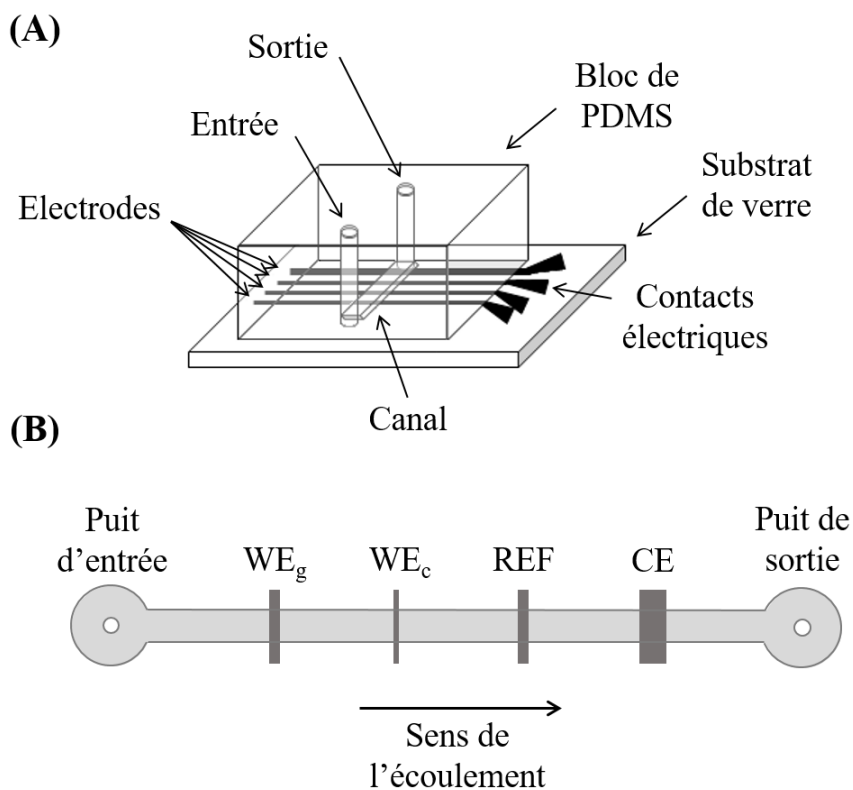 (A)
Sortie
Bloc de
PDMS
Entrée
Substrat
de verre
Electrodes
Contacts
électriques
Canal
(B)
Puit
d'entrée
WEg
WEc
REF
CE
Puit de
sortie
Sens de
l'écoulement